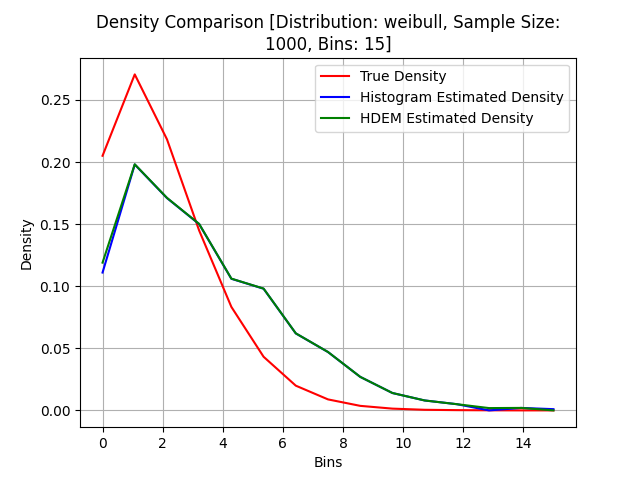 Density Comparison [Distribution: weibull, Sample Size:
1000, Bins: 15]
True Density
Histogram Estimated Density
HDEM Estimated Density
Density
0.25
0.20
0.15
0.10
0.05
0.00
0 2 4 6 8 10 12 14
Bins